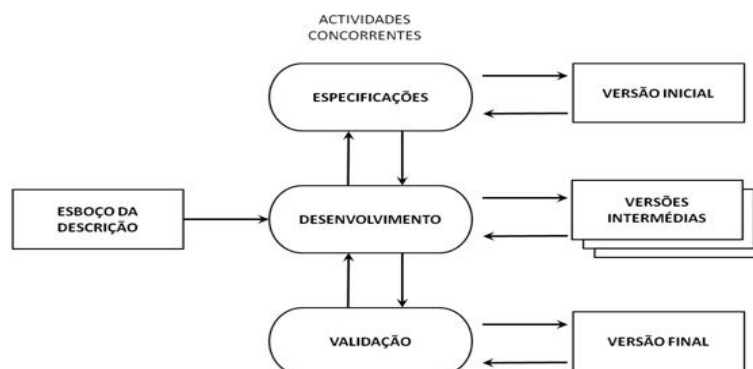 ACTIVIDADES
CONCORRENTES
ESPECIFICAÇÕES
VERSÃO INICIAL
ESBOÇO DA
DESCRIÇÃO
DESENVOLVIMENTO
VERSÕES
INTERMÉDIAS
VALIDAÇÃO
VERSÃO FINAL